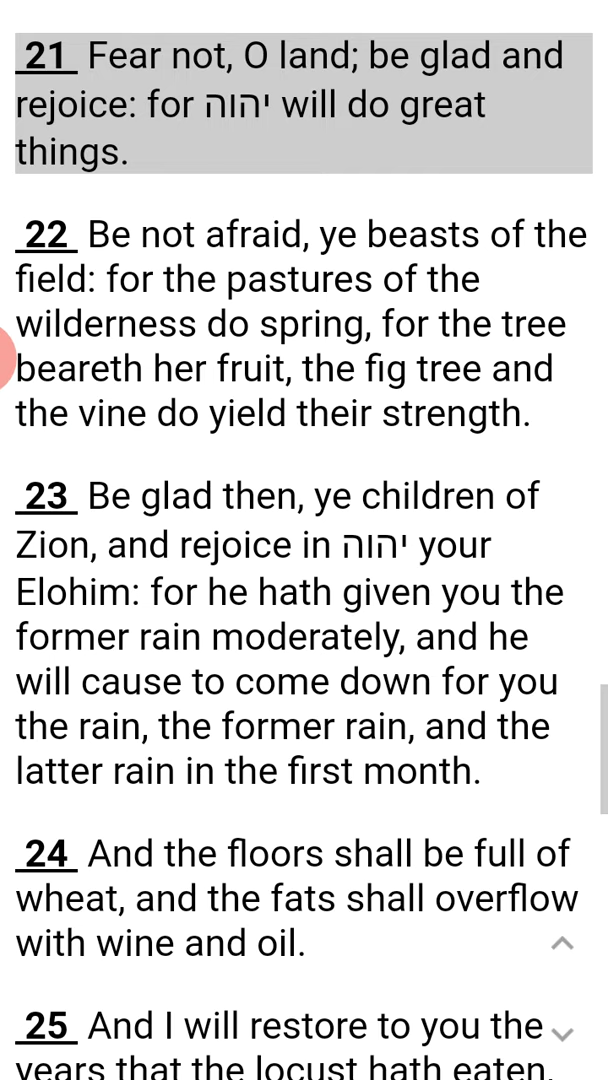 21 Fear not, O land; be glad and
rejoice: for יהוה will do great
things.
22 Be not afraid, ye beasts of the
field: for the pastures of the
wilderness do spring, for the tree
beareth her fruit, the fig tree and
the vine do yield their strength.
23 Be glad then, ye children of
Zion, and rejoice in יהוה your
Elohim: for he hath given you the
former rain moderately, and he
will cause to come down for you
the rain, the former rain, and the
latter rain in the first month.
24 And the floors shall be full of
wheat, and the fats shall overflow
with wine and oil.
25 And I will restore to you the
years that the locust hath eaten,